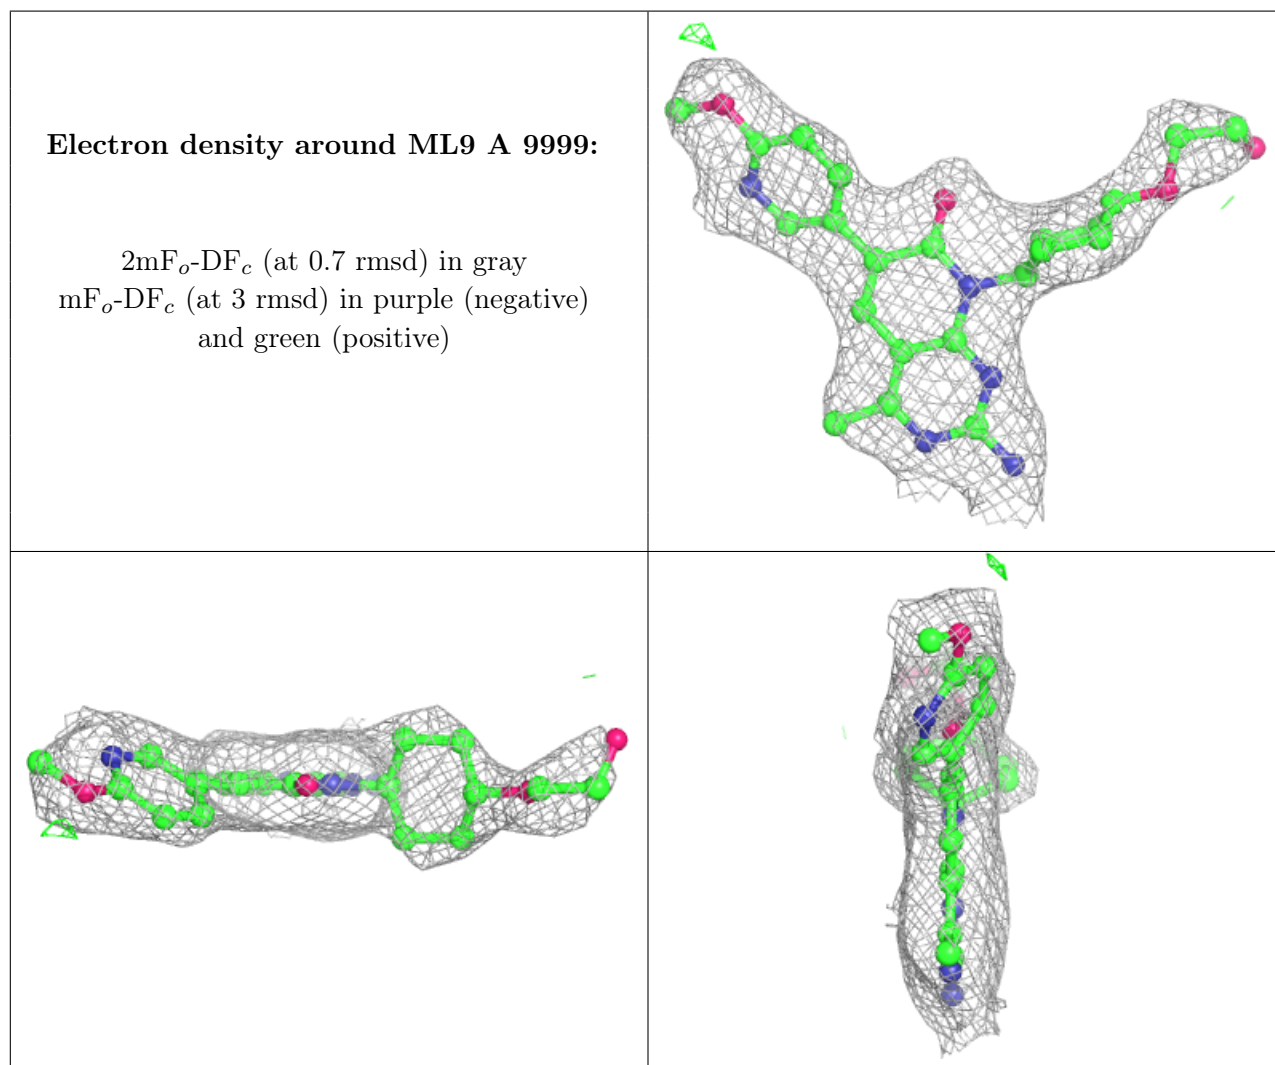 Electron density around ML9 A 9999:
2mFo-DFc (at 0.7 rmsd) in gray
mFo-DFc (at 3 rmsd) in purple (negative)
and green (positive)